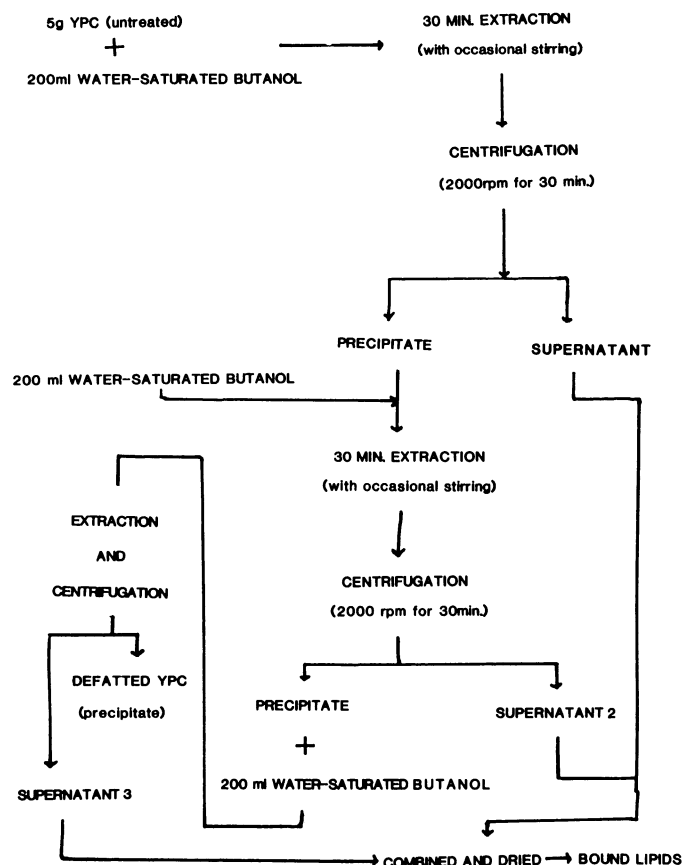 5g YPC (untreated)
+
200ml WATER-SATURATED BUTANOL
30 MIN. EXTRACTION
(with occasional stirring)
CENTRIFUGATION
(2000rpm for 30 min.)
PRECIPITATE
SUPERNATANT
200 ml WATER-SATURATED BUTANOL
30 MIN. EXTRACTION
(with occasional stirring)
CENTRIFUGATION
(2000 rpm for 30min.)
PRECIPITATE
+
200 ml WATER-SATURATED BUTANOL
SUPERNATANT 2
EXTRACTION
AND
CENTRIFUGATION
DEFATTED YPC
(precipitate)
SUPERNATANT 3
COMBINED AND DRIED
BOUND LIPIDS